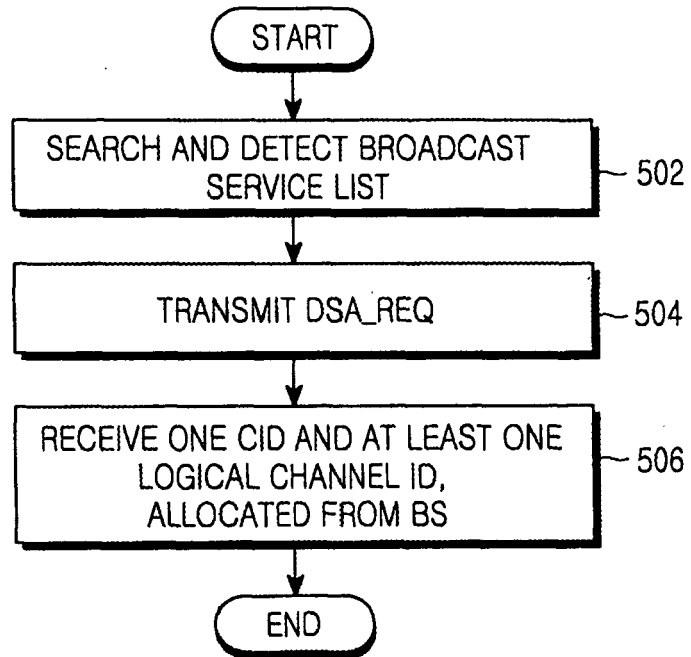 START
SEARCH AND DETECT BROADCAST
SERVICE LIST
502
TRANSMIT DSA_REQ
504
RECEIVE ONE CID AND AT LEAST ONE
LOGICAL CHANNEL ID,
ALLOCATED FROM BS
506
END